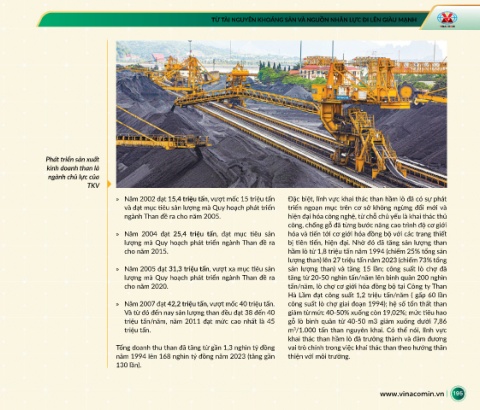 TỪ TÀI NGUYÊN KHOÁNG SẢN VÀ NGUỒN NHÂN LỰC ĐI LÊN GIÀU MẠNH
Phát triển sản xuất
kinh doanh than là
ngành chủ lực của
TKV
» Năm 2002 đạt 15,4 triệu tấn, vượt mốc 15 triệu tấn
và đạt mục tiêu sản lượng mà Quy hoạch phát triển
ngành Than đề ra cho năm 2005.
» Năm 2004 đạt 25,4 triệu tấn, đạt mục tiêu sản
lượng mà Quy hoạch phát triển ngành Than đề ra
cho năm 2015.
» Năm 2005 đạt 31,3 triệu tấn, vượt xa mục tiêu sản
lượng mà Quy hoạch phát triển ngành Than đề ra
cho năm 2020.
» Năm 2007 đạt 42,2 triệu tấn, vượt mốc 40 triệu tấn.
Và từ đó đến nay sản lượng than đều đạt 38 đến 40
triệu tấn/năm, năm 2011 đạt mức cao nhất là 45
triệu tấn.
Tổng doanh thu than đã tăng từ gần 1,3 nghìn tỷ đồng
năm 1994 lên 168 nghìn tỷ đồng năm 2023 (tăng gần
130 lần).
Đặc biệt, lĩnh vực khai thác than hầm lò đã có sự phát
triển ngoạn mục trên cơ sở không ngừng đổi mới và
hiện đại hóa công nghệ, từ chỗ chủ yếu là khai thác thủ
công, chống gỗ đã từng bước nâng cao trình độ cơ giới
hóa và tiến tới cơ giới hóa đồng bộ với các trang thiết
bị tiên tiến, hiện đại. Nhờ đó đã tăng sản lượng than
hầm lò từ 1,8 triệu tấn năm 1994 (chiếm 25% tổng sản
lượng than) lên 27 triệu tấn năm 2023 (chiếm 73% tổng
sản lượng than) và tăng 15 lần; công suất lò chợ đã
tăng từ 20-50 nghìn tấn/năm lên bình quân 200 nghìn
tấn/năm, lò chợ cơ giới hóa đồng bộ tại Công ty Than
Hà Lầm đạt công suất 1,2 triệu tấn/năm ( gấp 60 lần
công suất lò chợ giai đoạn 1994); hệ số tổn thất than
giảm từ mức 40-50% xuống còn 19,02%; mức tiêu hao
gỗ lò bình quân từ 40-50 m3 giảm xuống dưới 7,86
m³/1.000 tấn than nguyên khai. Có thể nói, lĩnh vực
khai thác than hầm lò đã trưởng thành và đảm đương
vai trò chính trong việc khai thác than theo hướng thân
thiện với môi trường.
www.vinacomin.vn | 195